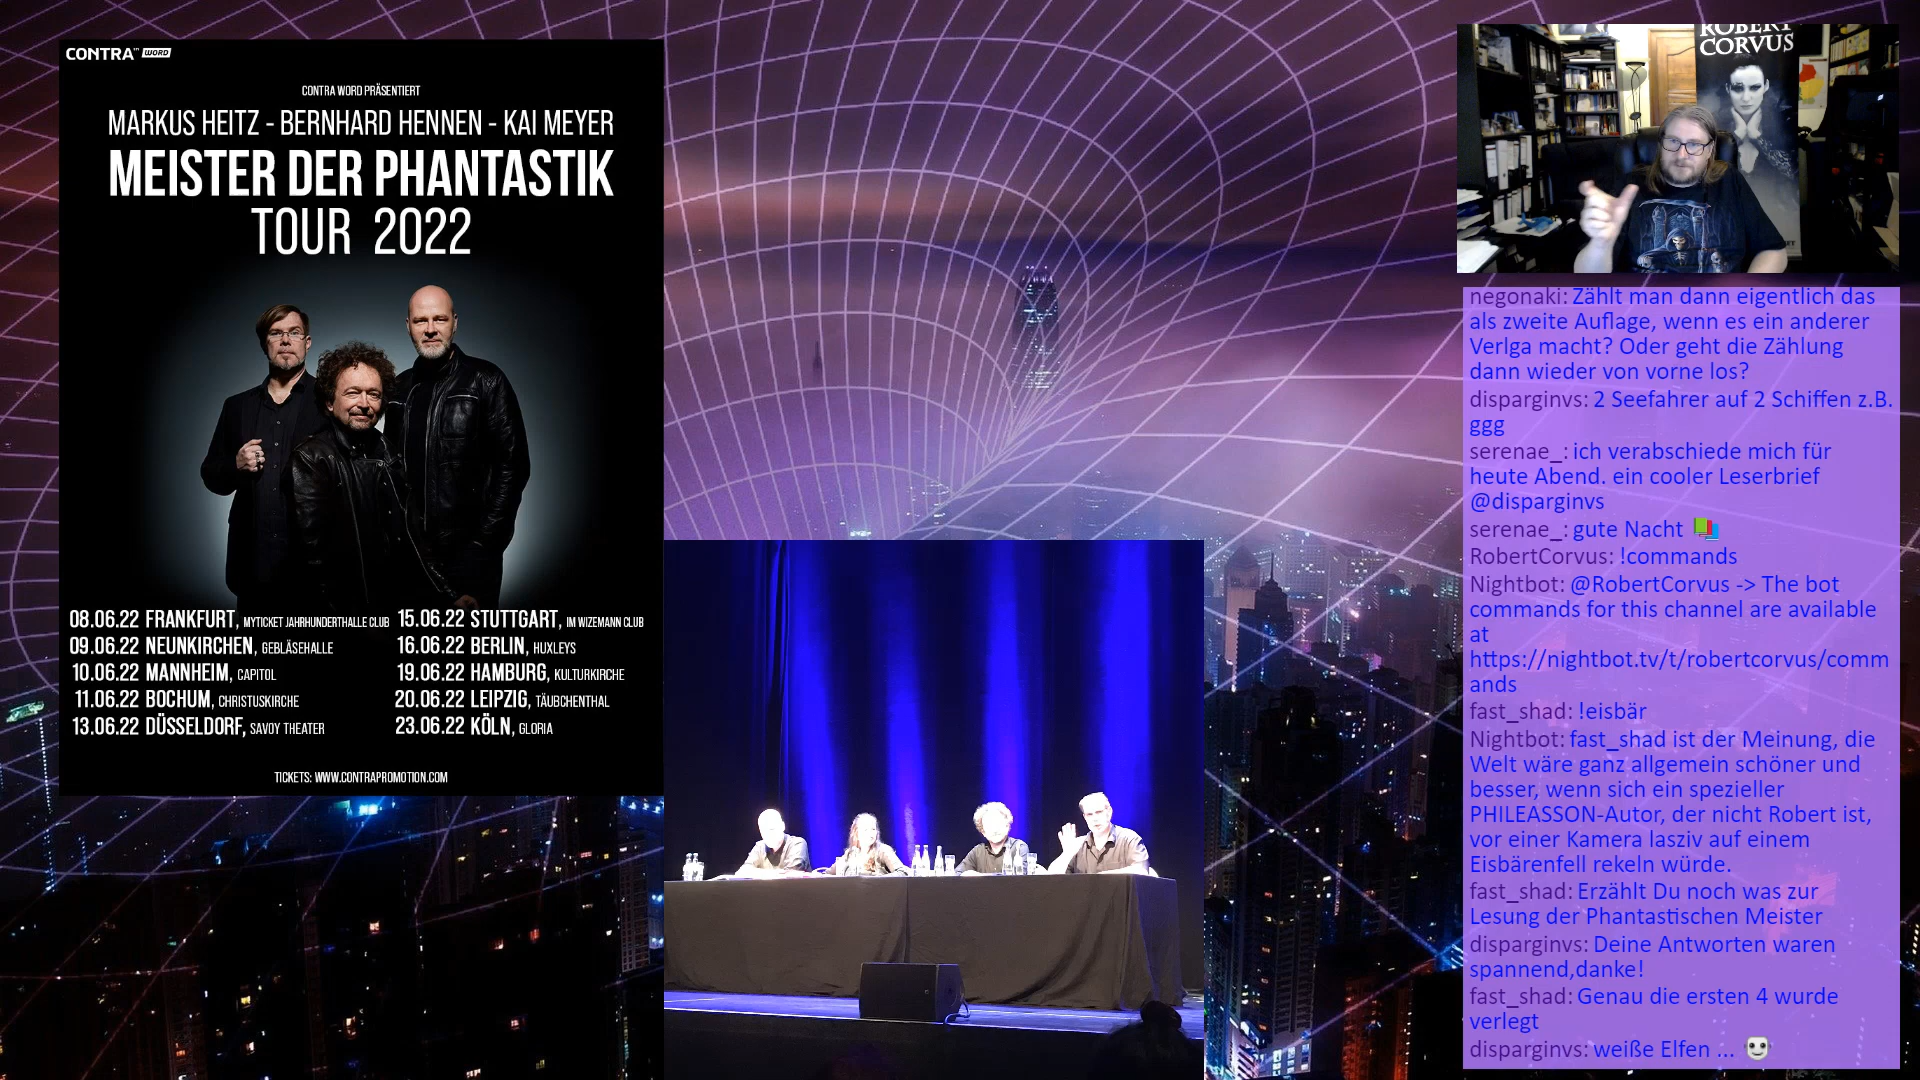 CONTRA WORD
CONTRA WORD PRÄSENTIERT
MARKUS HEITZ - BERNHARD HENNEN - KAI MEYER
MEISTER DER PHANTASTIK
TOUR 2022
08.06.22 FRANKFURT, MYTICKET JAHRHUNDERTHALLE CLUB
09.06.22 NEUNKIRCHEN, GEBLÄSEHALLE
10.06.22 MANNHEIM, CAPITOL
11.06.22 BOCHUM, CHRISTUSKIRCHE
13.06.22 DÜSSELDORF, SAVOY THEATER
15.06.22 STUTTGART, IM WIZEMANN CLUB
16.06.22 BERLIN, HUXLEYS
19.06.22 HAMBURG, KULTURKIRCHE
20.06.22 LEIPZIG, TÄUBCHENTHAL
23.06.22 KÖLN, GLORIA
TICKETS: WWW.CONTRAPROMOTION.COM
ROBERT
CORVUS
negonaki: Zählt man dann eigentlich das
als zweite Auflage, wenn es ein anderer
Verlga macht? Oder geht die Zählung
dann wieder von vorne los?
disparginvs: 2 Seefahrer auf 2 Schiffen z.B.
ggg
serenae_: ich verabschiede mich für
heute Abend. ein cooler Leserbrief
@disparginvs
serenae_: gute Nacht
RobertCorvus: !commands
Nightbot: @RobertCorvus -> The bot
commands for this channel are available
at
https://nightbot.tv/t/robertcorvus/comm
ands
fast_shad: !eisbär
Nightbot: fast_shad ist der Meinung, die
Welt wäre ganz allgemein schöner und
besser, wenn sich ein spezieller
PHILEASSON-Autor, der nicht Robert ist,
vor einer Kamera lasziv auf einem
Eisbärenfell rekeln würde.
fast_shad: Erzählt Du noch was zur
Lesung der Phantastischen Meister
disparginvs: Deine Antworten waren
spannend,danke!
fast_shad: Genau die ersten 4 wurde
verlegt
disparginvs: weiße Elfen ...